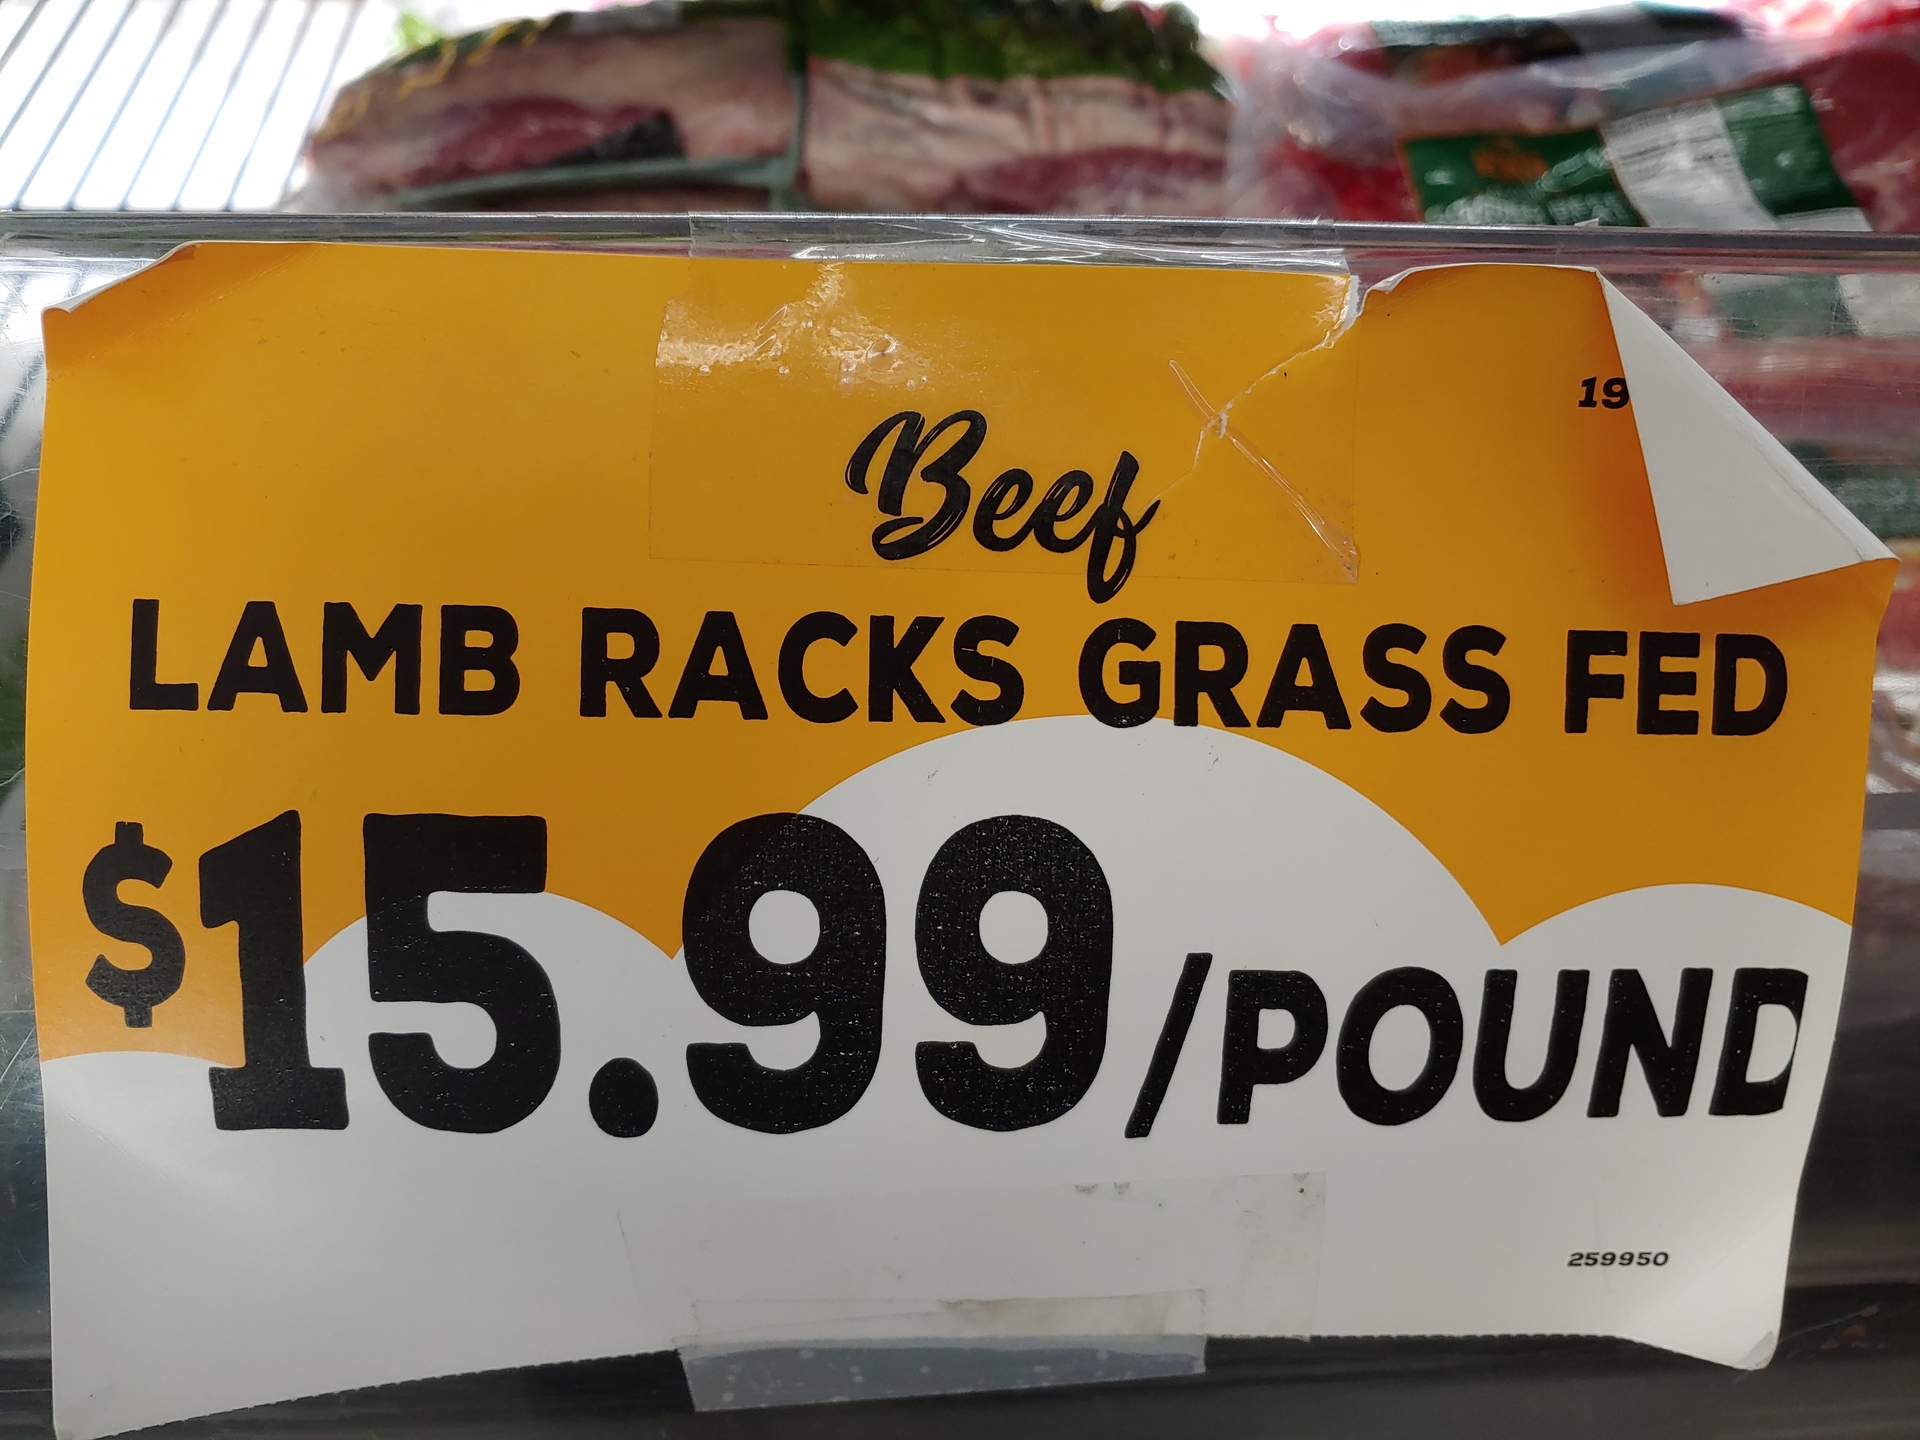 19
Beef
LAMB RACKS GRASS FED
$15.99/POUND
259950